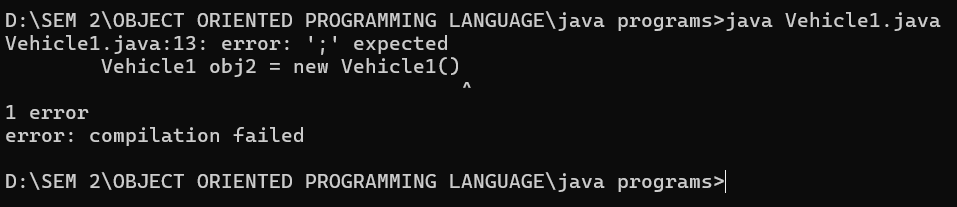 D:\SEM 2\OBJECT ORIENTED PROGRAMMING LANGUAGE\java programs>java Vehicle1.java
Vehicle1.java:13: error: ';' expected
        Vehicle1 obj2 = new Vehicle1()
                                      ^
1 error
error: compilation failed

D:\SEM 2\OBJECT ORIENTED PROGRAMMING LANGUAGE\java programs>